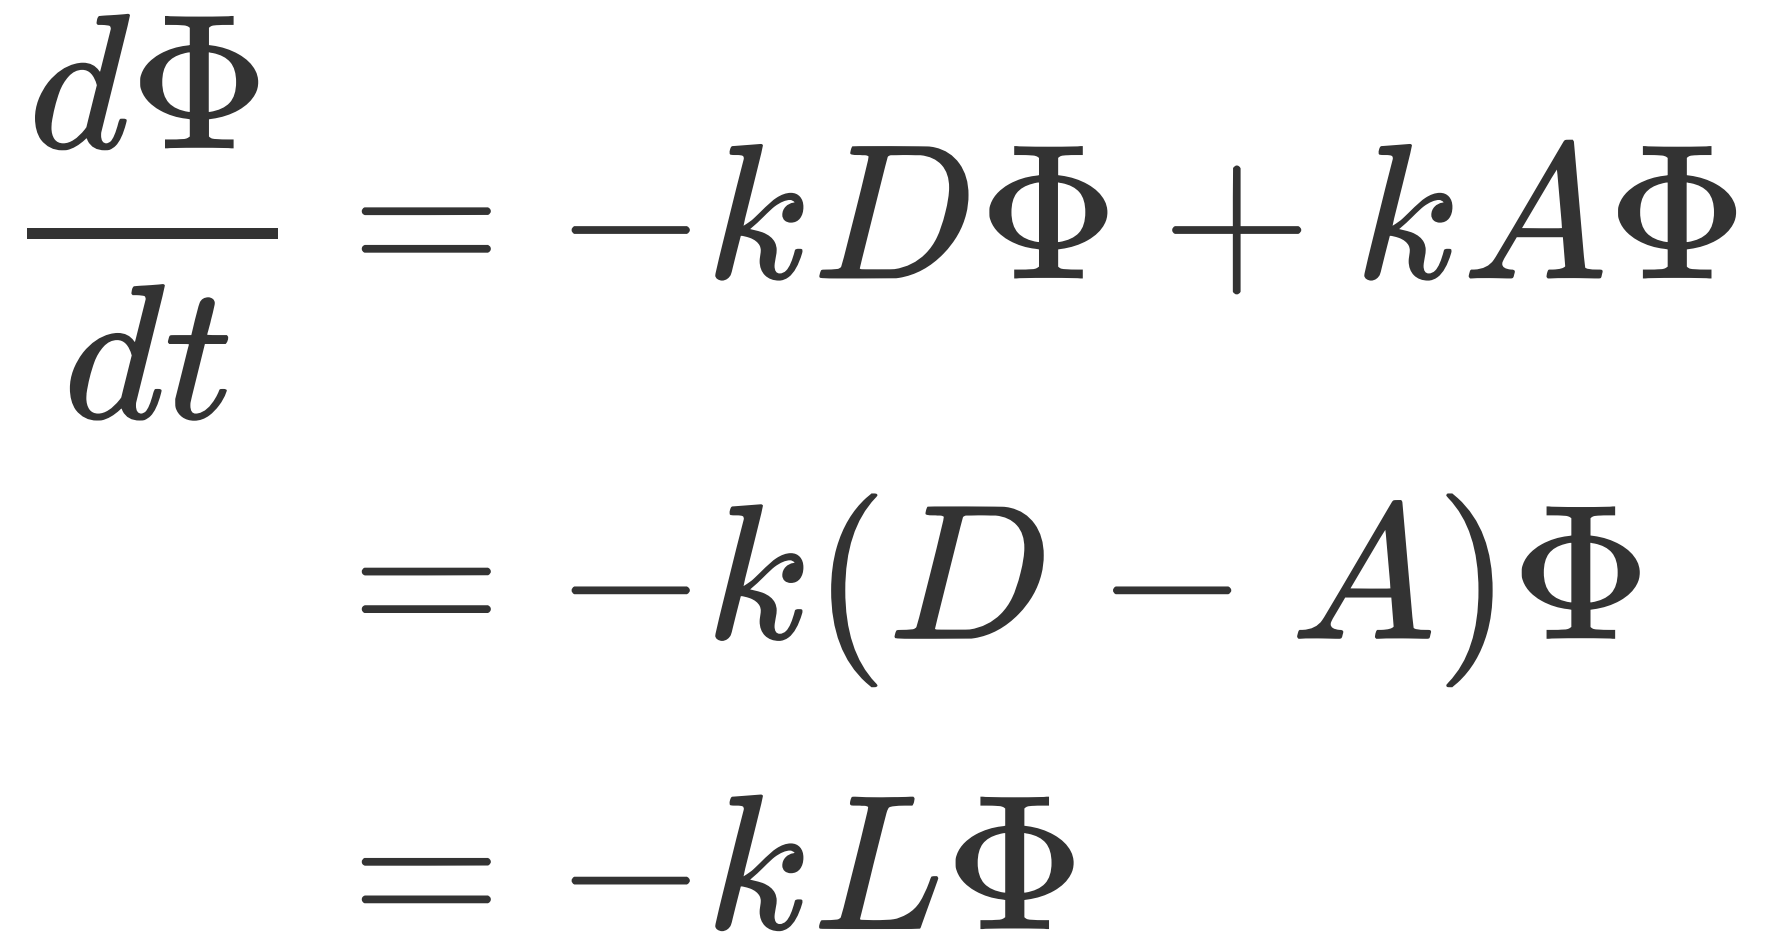 dΦ/dt = −kDΦ + kAΦ
= −k(D − A)Φ
= −kLΦ